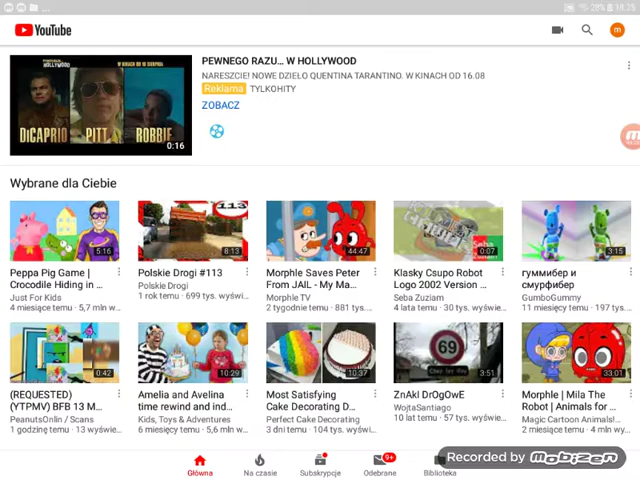 28% 18:25
YouTube
m
HOLLYWOOD
DiCAPRIO PITT ROBBIE
0:16
PEWNEGO RAZU... W HOLLYWOOD
NARESZCIE! NOWE DZIEŁO QUENTINA TARANTINO. W KINACH OD 16.08
Reklama TYLKOHITY
ZOBACZ
Wybrane dla Ciebie
5:16
113
8:13
44:47
0:07
3:15
Peppa Pig Game |
Crocodile Hiding in ...
Just For Kids
4 miesiące temu · 5,7 mln w...
Polskie Drogi #113
Polskie Drogi
1 rok temu · 699 tys. wyświe...
Morphle Saves Peter
From JAIL - My Ma...
Morphle TV
2 tygodnie temu · 881 tys....
Klasky Csupo Robot
Logo 2002 Version ...
Seba Zuziam
4 lata temu · 30 tys. wyświ...
гуммибер и
смурфибер
GumboGummy
11 miesięcy temu · 197 tys....
0:42
10:29
10:37
69
3:51
33:01
(REQUESTED)
(YTPMV) BFB 13 M...
PeanutsOnlin / Scans
1 godzinę temu · 13 wyświe...
Amelia and Avelina
time rewind and ind...
Kids, Toys & Adventures
6 miesięcy temu · 5,6 mln w...
Most Satisfying
Cake Decorating D...
Perfect Cake Decorating
3 dni temu · 104 tys. wyświ...
ZnAki DrOgOwE
WojtaSantiago
10 lat temu · 57 tys. wyświ...
Morphle | Mila The
Robot | Animals for ...
Magic Cartoon Animals!...
2 miesiące temu · 4 mln w...
Recorded by Mobizen
Główna
Na czasie
Subskrypcje
9+
Odebrane
Biblioteka